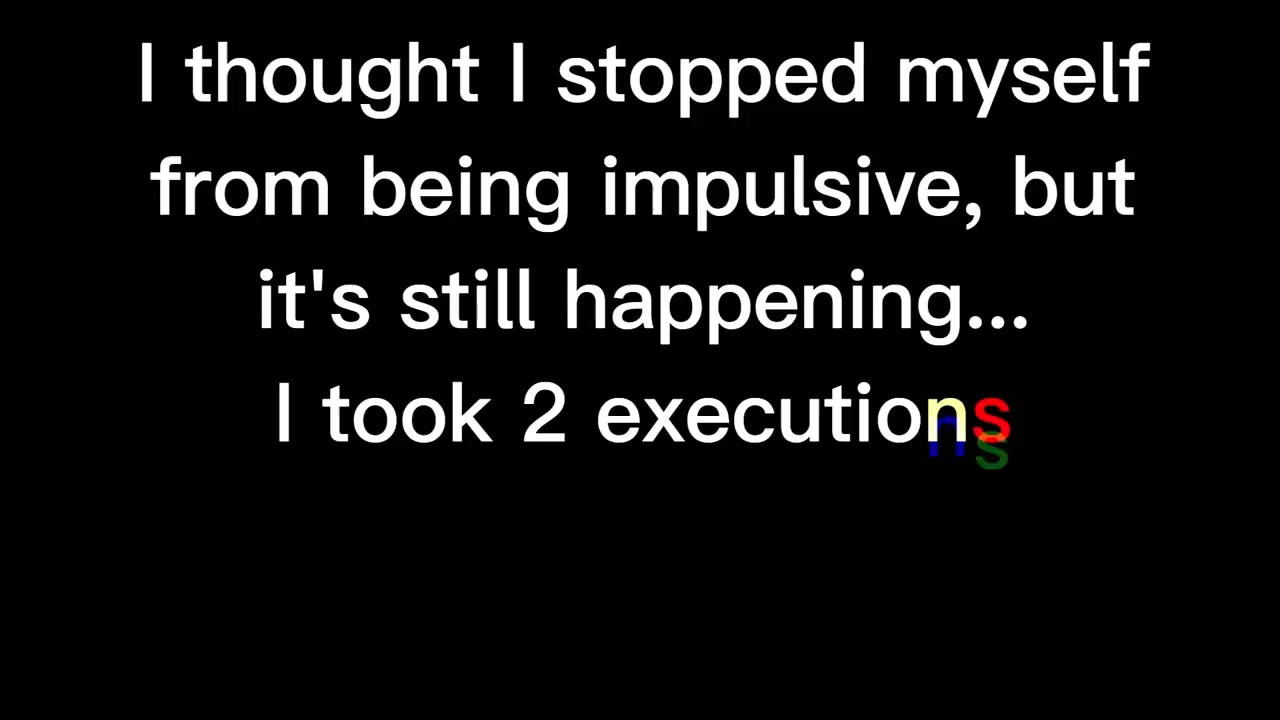 I thought I stopped myself
from being impulsive, but
it's still happening...
I took 2 executions